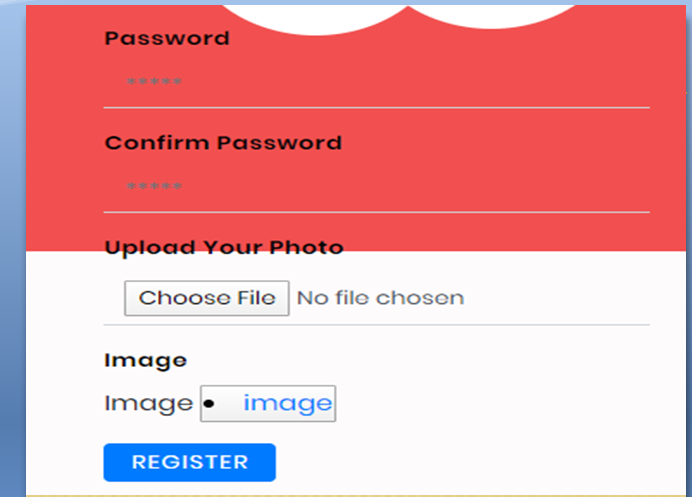 Password
*****
Confirm Password
*****
Upload Your Photo
Choose File No file chosen
Image
Image • image
REGISTER